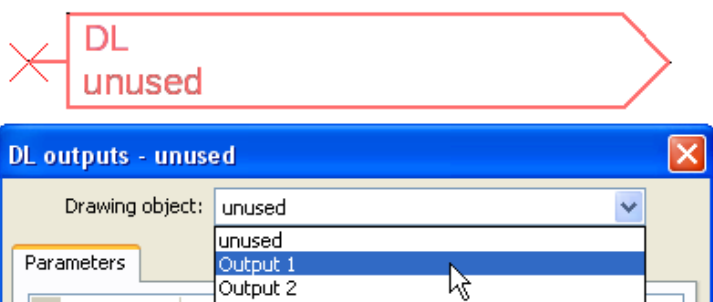 DL
unused
DL outputs - unused
Drawing object: unused
unused
Parameters
Output 1
Output 2